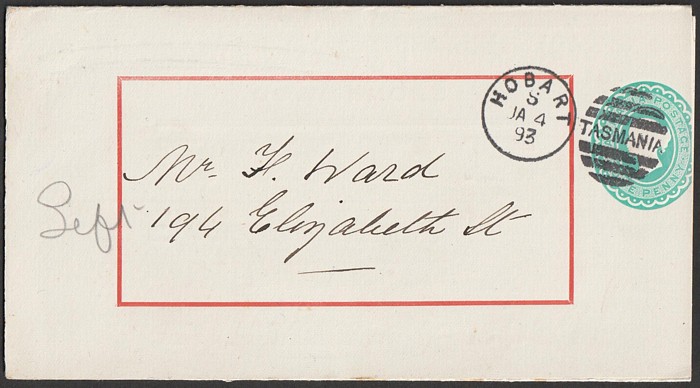 HOBART
S
JA 4
93
TASMANIA
POSTAGE
PENNY
Mr. F. Ward
194 Elizabeth St
Sept